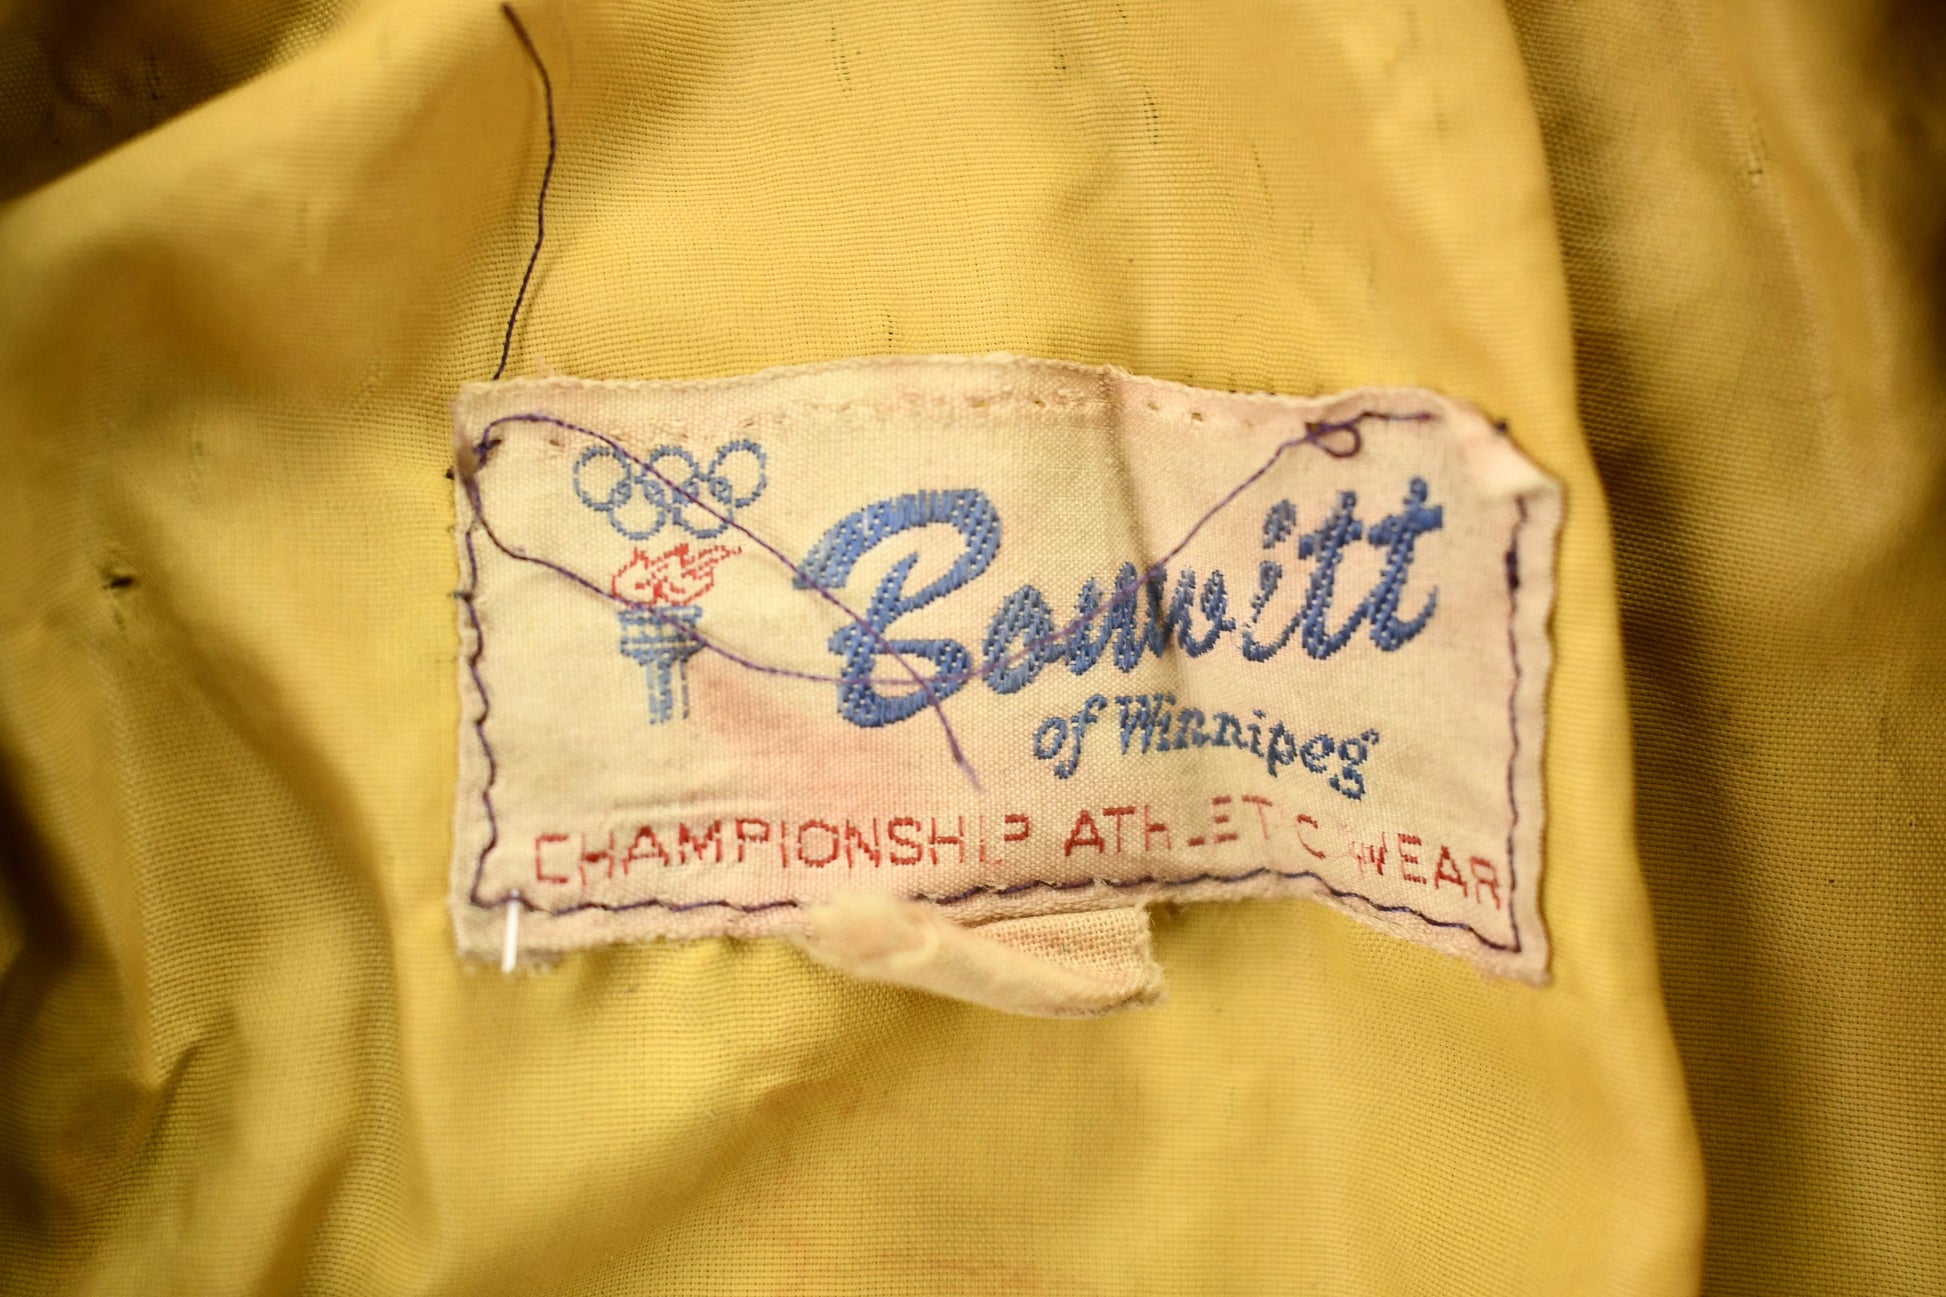 Bonwitt
of Winnipeg
CHAMPIONSHIP ATHLETIC WEAR